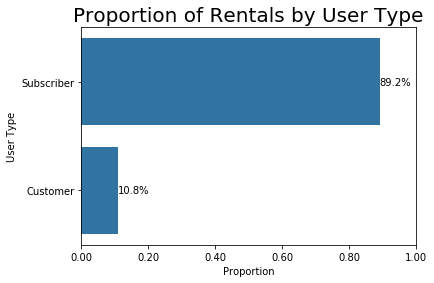 Proportion of Rentals by User Type
Subscriber
89.2%
User Type
Customer
10.8%
0.00 0.20 0.40 0.60 0.80 1.00
Proportion